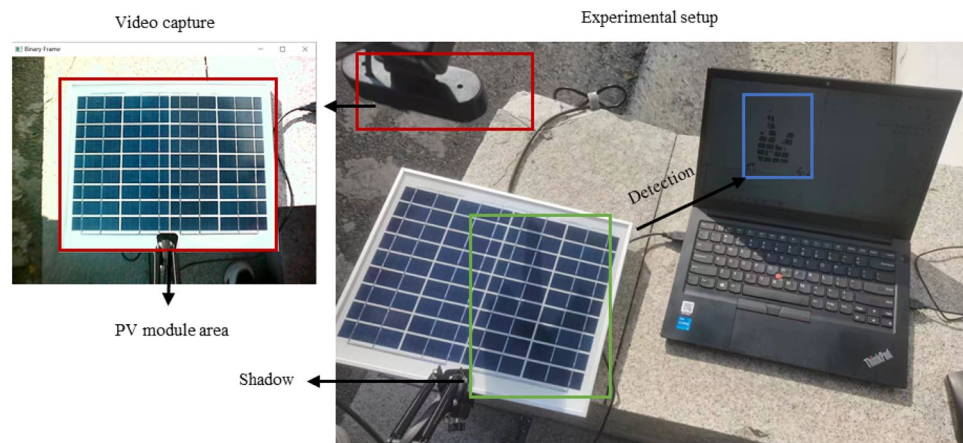 Video capture
Experimental setup
Binary Frame
Detection
PV module area
Shadow
ThinkPad